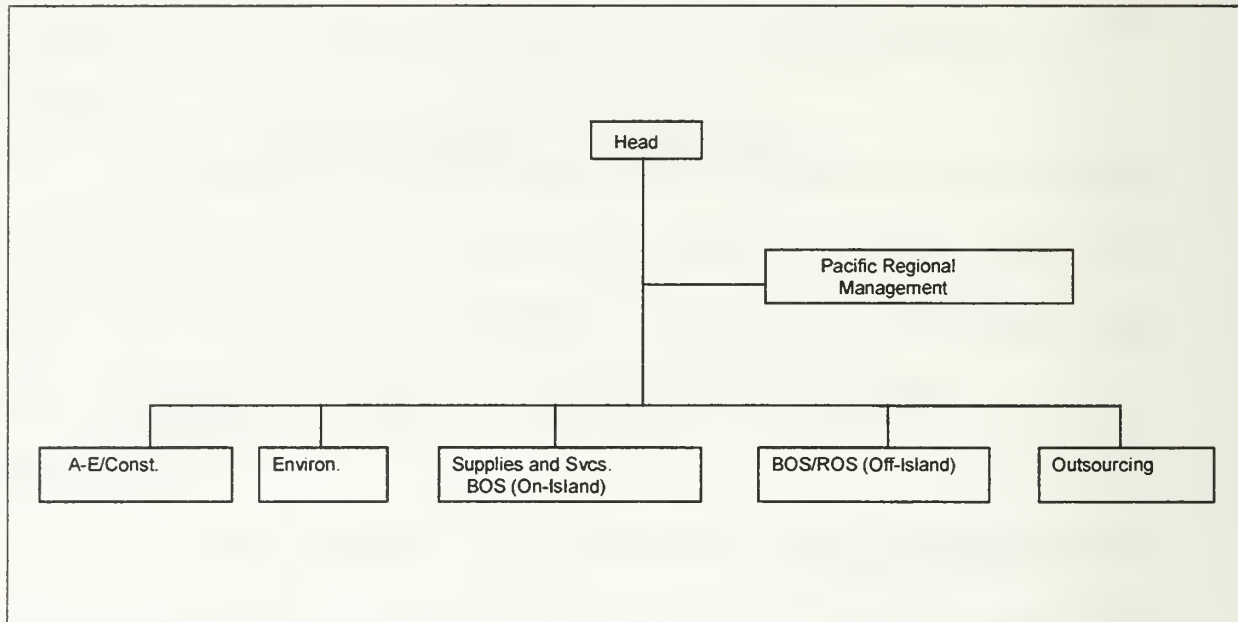 Head
Pacific Regional
Management
A-E/Const.
Environ.
Supplies and Svcs.
BOS (On-Island)
BOS/ROS (Off-Island)
Outsourcing